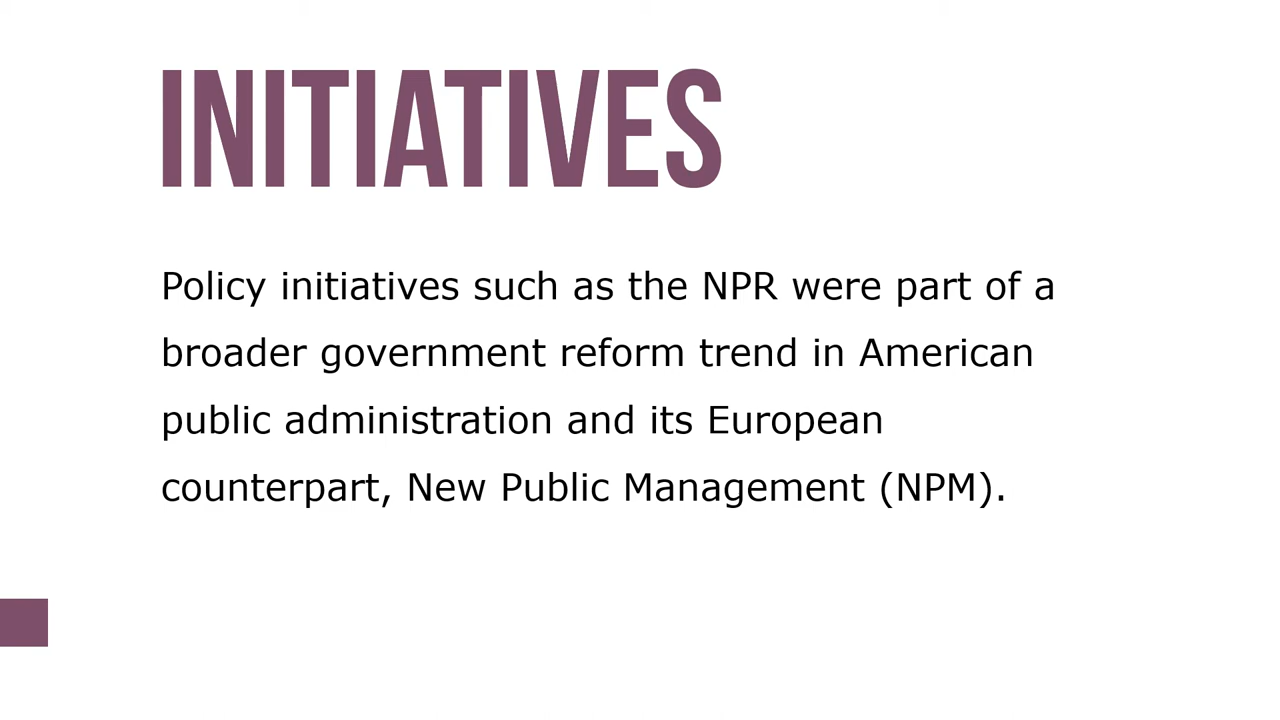 INITIATIVES
Policy initiatives such as the NPR were part of a
broader government reform trend in American
public administration and its European
counterpart, New Public Management (NPM).